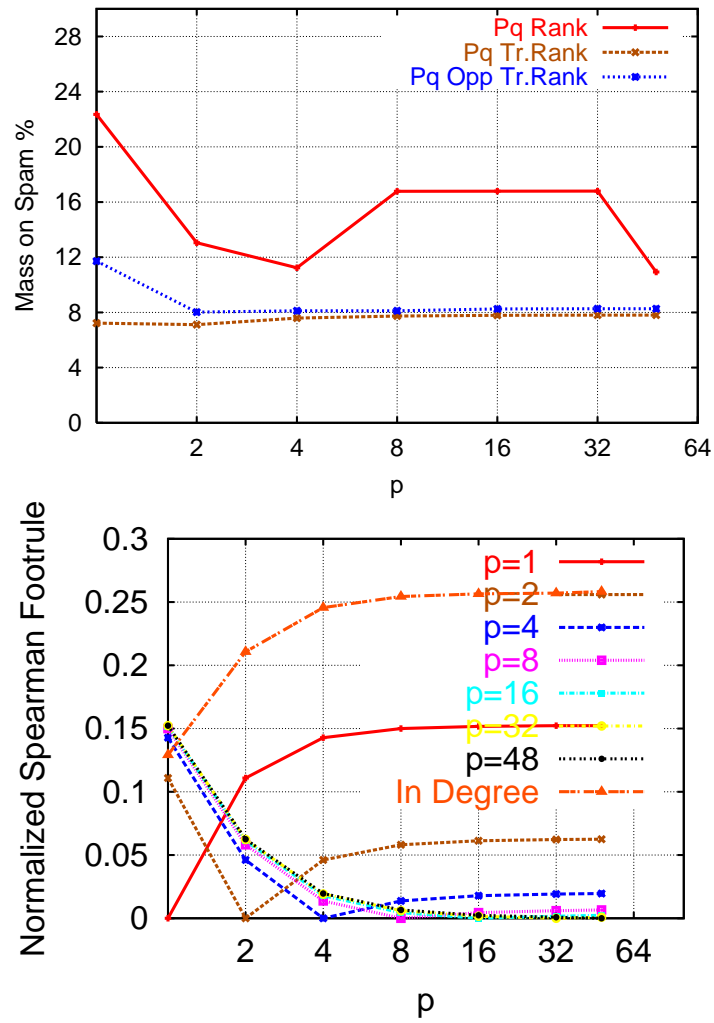 28
24
20
16
12
8
4
0
Mass on Spam %
Pq Rank
Pq Tr.Rank
Pq Opp Tr.Rank
2 4 8 16 32 64
p
0.3
0.25
0.2
0.15
0.1
0.05
0
Normalized Spearman Footrule
p=1
p=2
p=4
p=8
p=16
p=32
p=48
In Degree
2 4 8 16 32 64
p